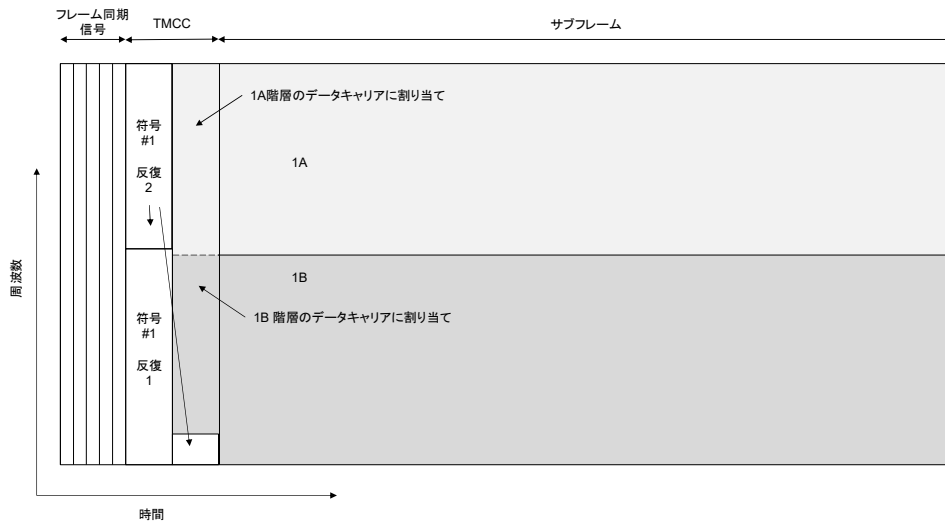 フレーム同期
信号
TMCC
サブフレーム
1A階層のデータキャリアに割り当て
符号
#1
反復
2
1A
1B
1B 階層のデータキャリアに割り当て
符号
#1
反復
1
周波数
時間